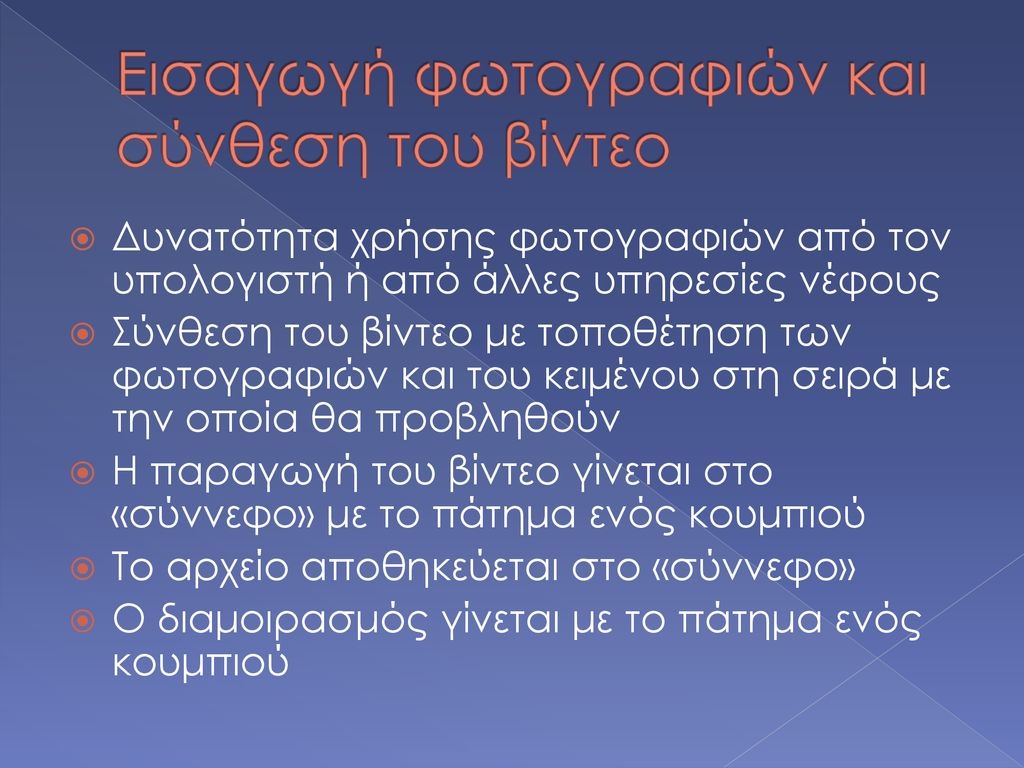 Εισαγωγή φωτογραφιών και
σύνθεση του βίντεο
Δυνατότητα χρήσης φωτογραφιών από τον
υπολογιστή ή από άλλες υπηρεσίες νέφους
Σύνθεση του βίντεο με τοποθέτηση των
φωτογραφιών και του κειμένου στη σειρά με
την οποία θα προβληθούν
Η παραγωγή του βίντεο γίνεται στο
«σύννεφο» με το πάτημα ενός κουμπιού
Το αρχείο αποθηκεύεται στο «σύννεφο»
Ο διαμοιρασμός γίνεται με το πάτημα ενός
κουμπιού